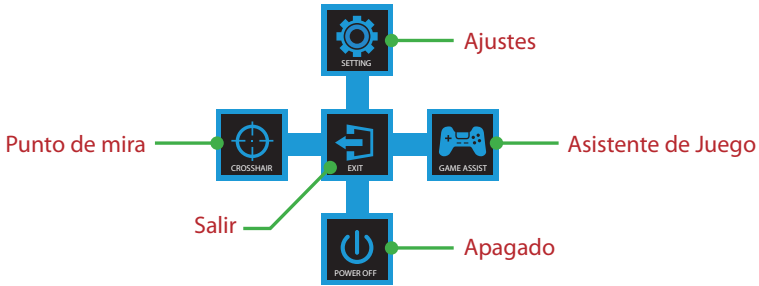 SETTING
Ajustes
Punto de mira
CROSSHAIR
EXIT
GAME ASSIST
Asistente de Juego
Salir
POWER OFF
Apagado